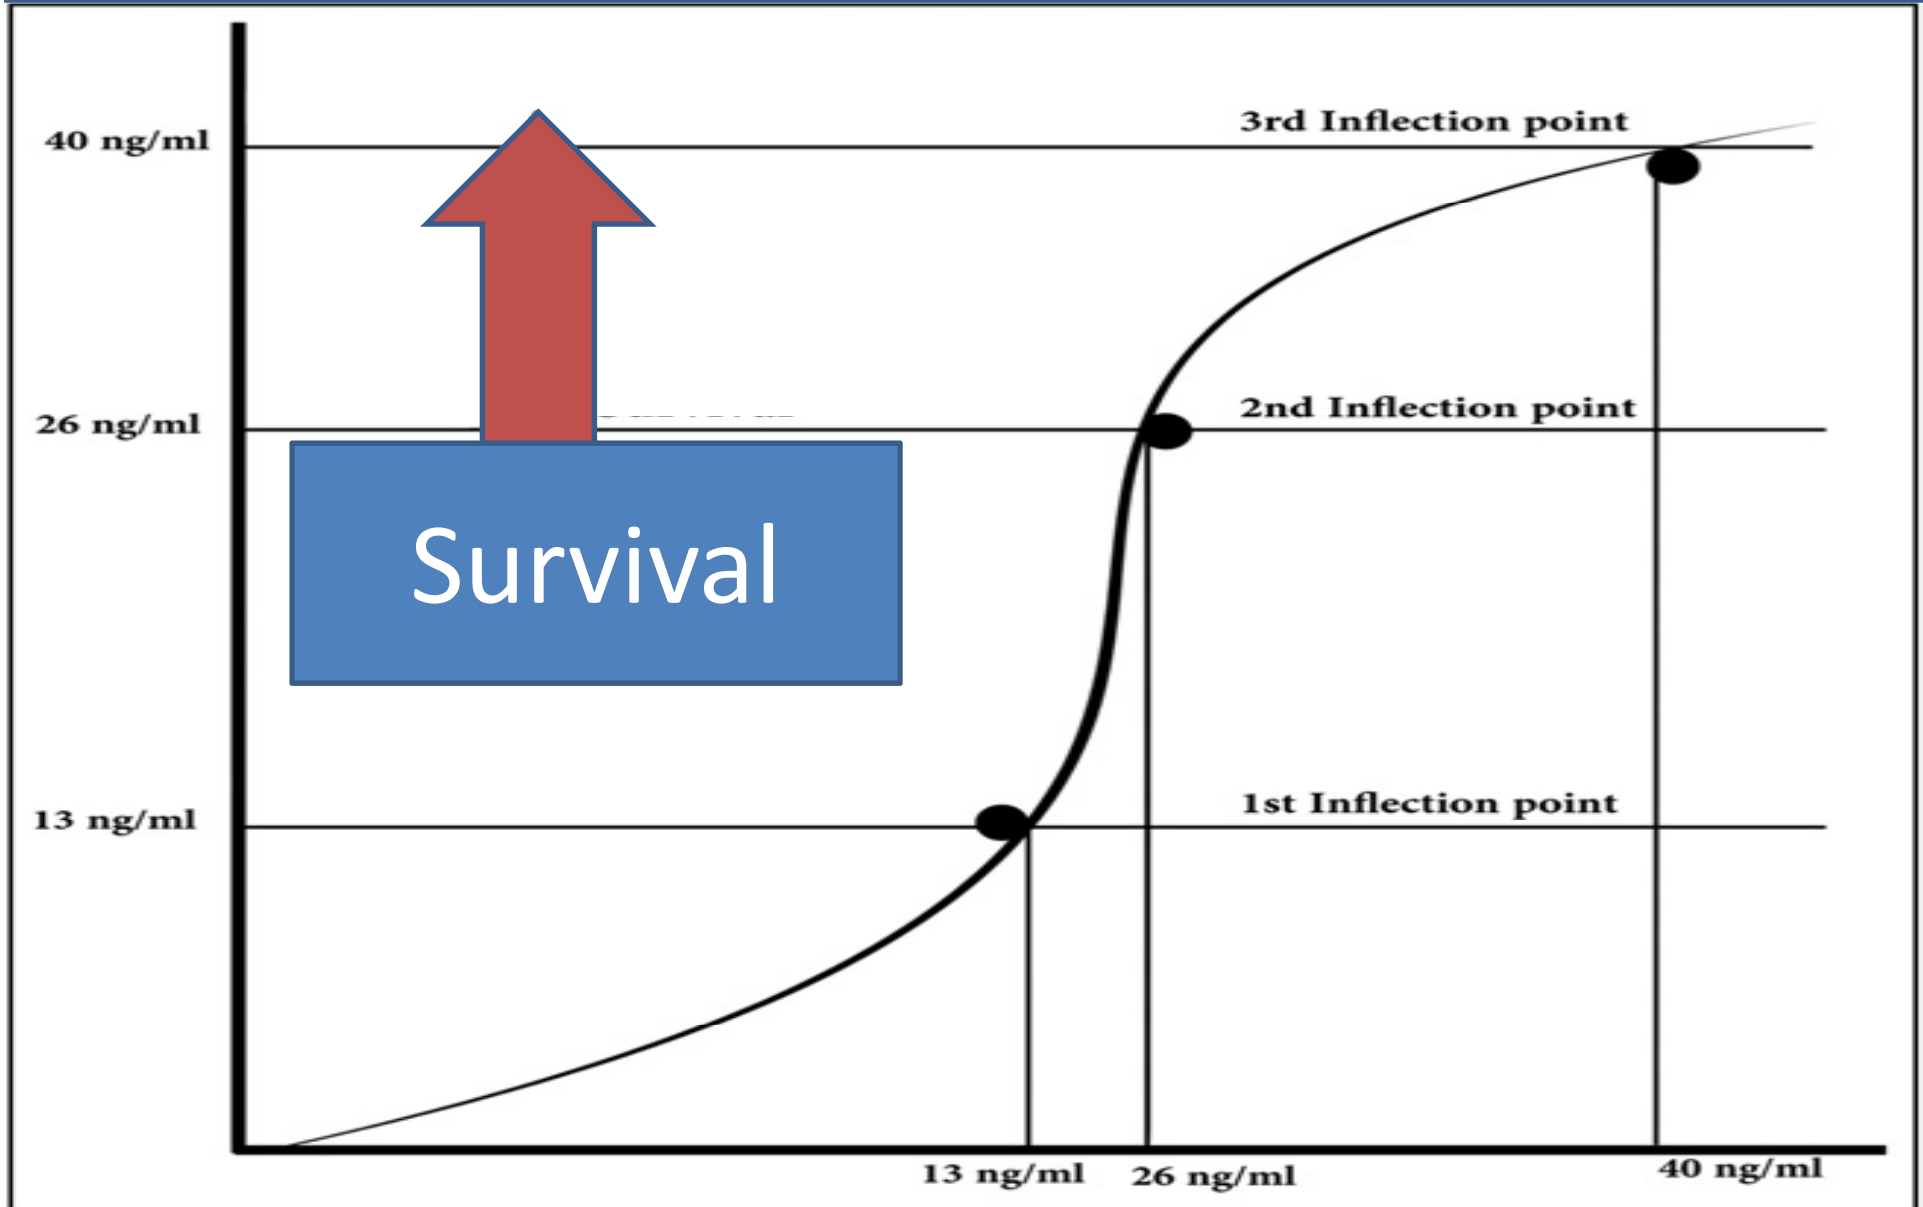 3rd Inflection point
40 ng/ml
2nd Inflection point
26 ng/ml
Survival
1st Inflection point
13 ng/ml
13 ng/ml
26 ng/ml
40 ng/ml